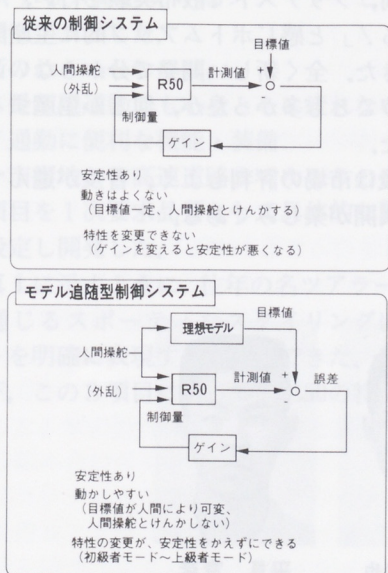 従来の制御システム
目標値
人間操舵
(外乱)
R50
計測値
-
制御量
ゲイン
安定性あり
動きはよくない
(目標値一定、人間操舵とけんかする)
特性を変更できない
(ゲインを変えると安定性が悪くなる)
モデル追随型制御システム
目標値
理想モデル
人間操舵
(外乱)
R50
計測値
+
誤差
-
制御量
ゲイン
安定性あり
動かしやすい
(目標値が人間により可変、
人間操舵とけんかしない)
特性の変更が、安定性をかえずにできる
(初級者モード〜上級者モード)